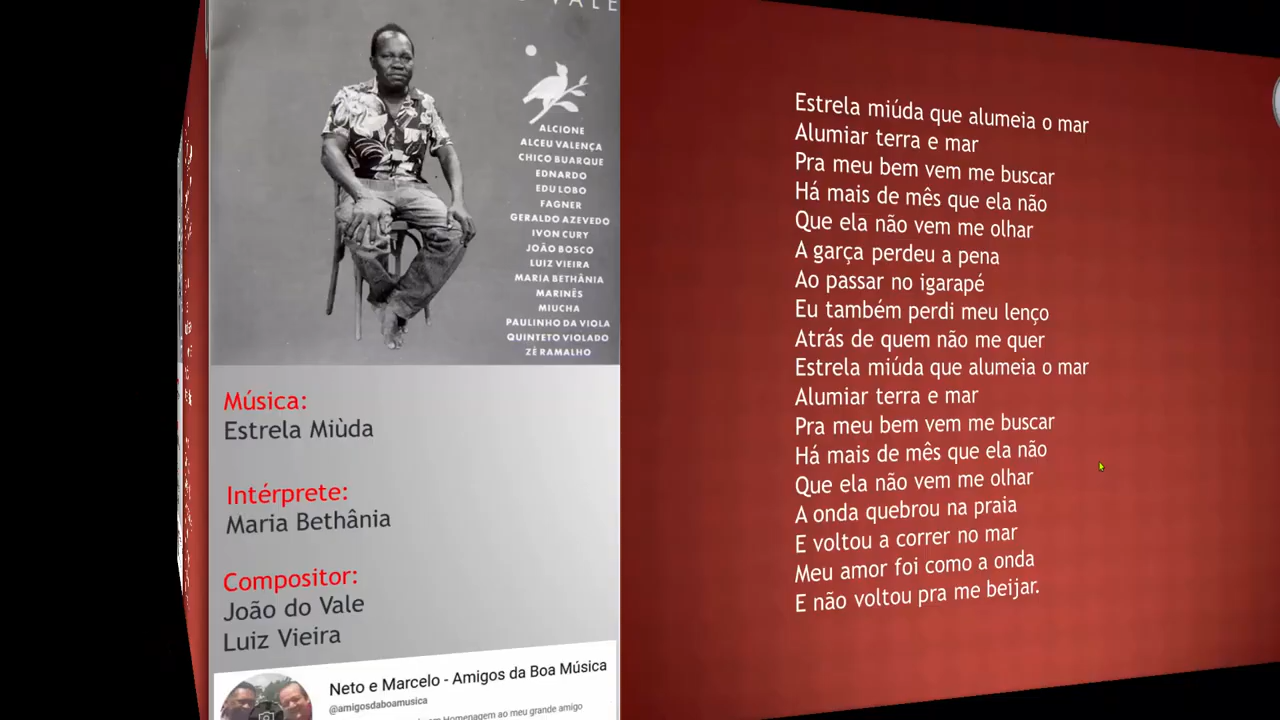 VALE
ALCIONE
ALCEU VALENÇA
CHICO BUARQUE
EDNARDO
EDU LOBO
FAGNER
GERALDO AZEVEDO
IVON CURY
JOÃO BOSCO
LUIZ VIEIRA
MARIA BETHÂNIA
MARINÊS
MIUCHA
PAULINHO DA VIOLA
QUINTETO VIOLADO
ZÉ RAMALHO
Música:
Estrela Miùda
Intérprete:
Maria Bethânia
Compositor:
João do Vale
Luiz Vieira
Neto e Marcelo - Amigos da Boa Música
@amigosdaboamusica
Homenagem ao meu grande amigo
Estrela miúda que alumeia o mar
Alumiar terra e mar
Pra meu bem vem me buscar
Há mais de mês que ela não
Que ela não vem me olhar
A garça perdeu a pena
Ao passar no igarapé
Eu também perdi meu lenço
Atrás de quem não me quer
Estrela miúda que alumeia o mar
Alumiar terra e mar
Pra meu bem vem me buscar
Há mais de mês que ela não
Que ela não vem me olhar
A onda quebrou na praia
E voltou a correr no mar
Meu amor foi como a onda
E não voltou pra me beijar.